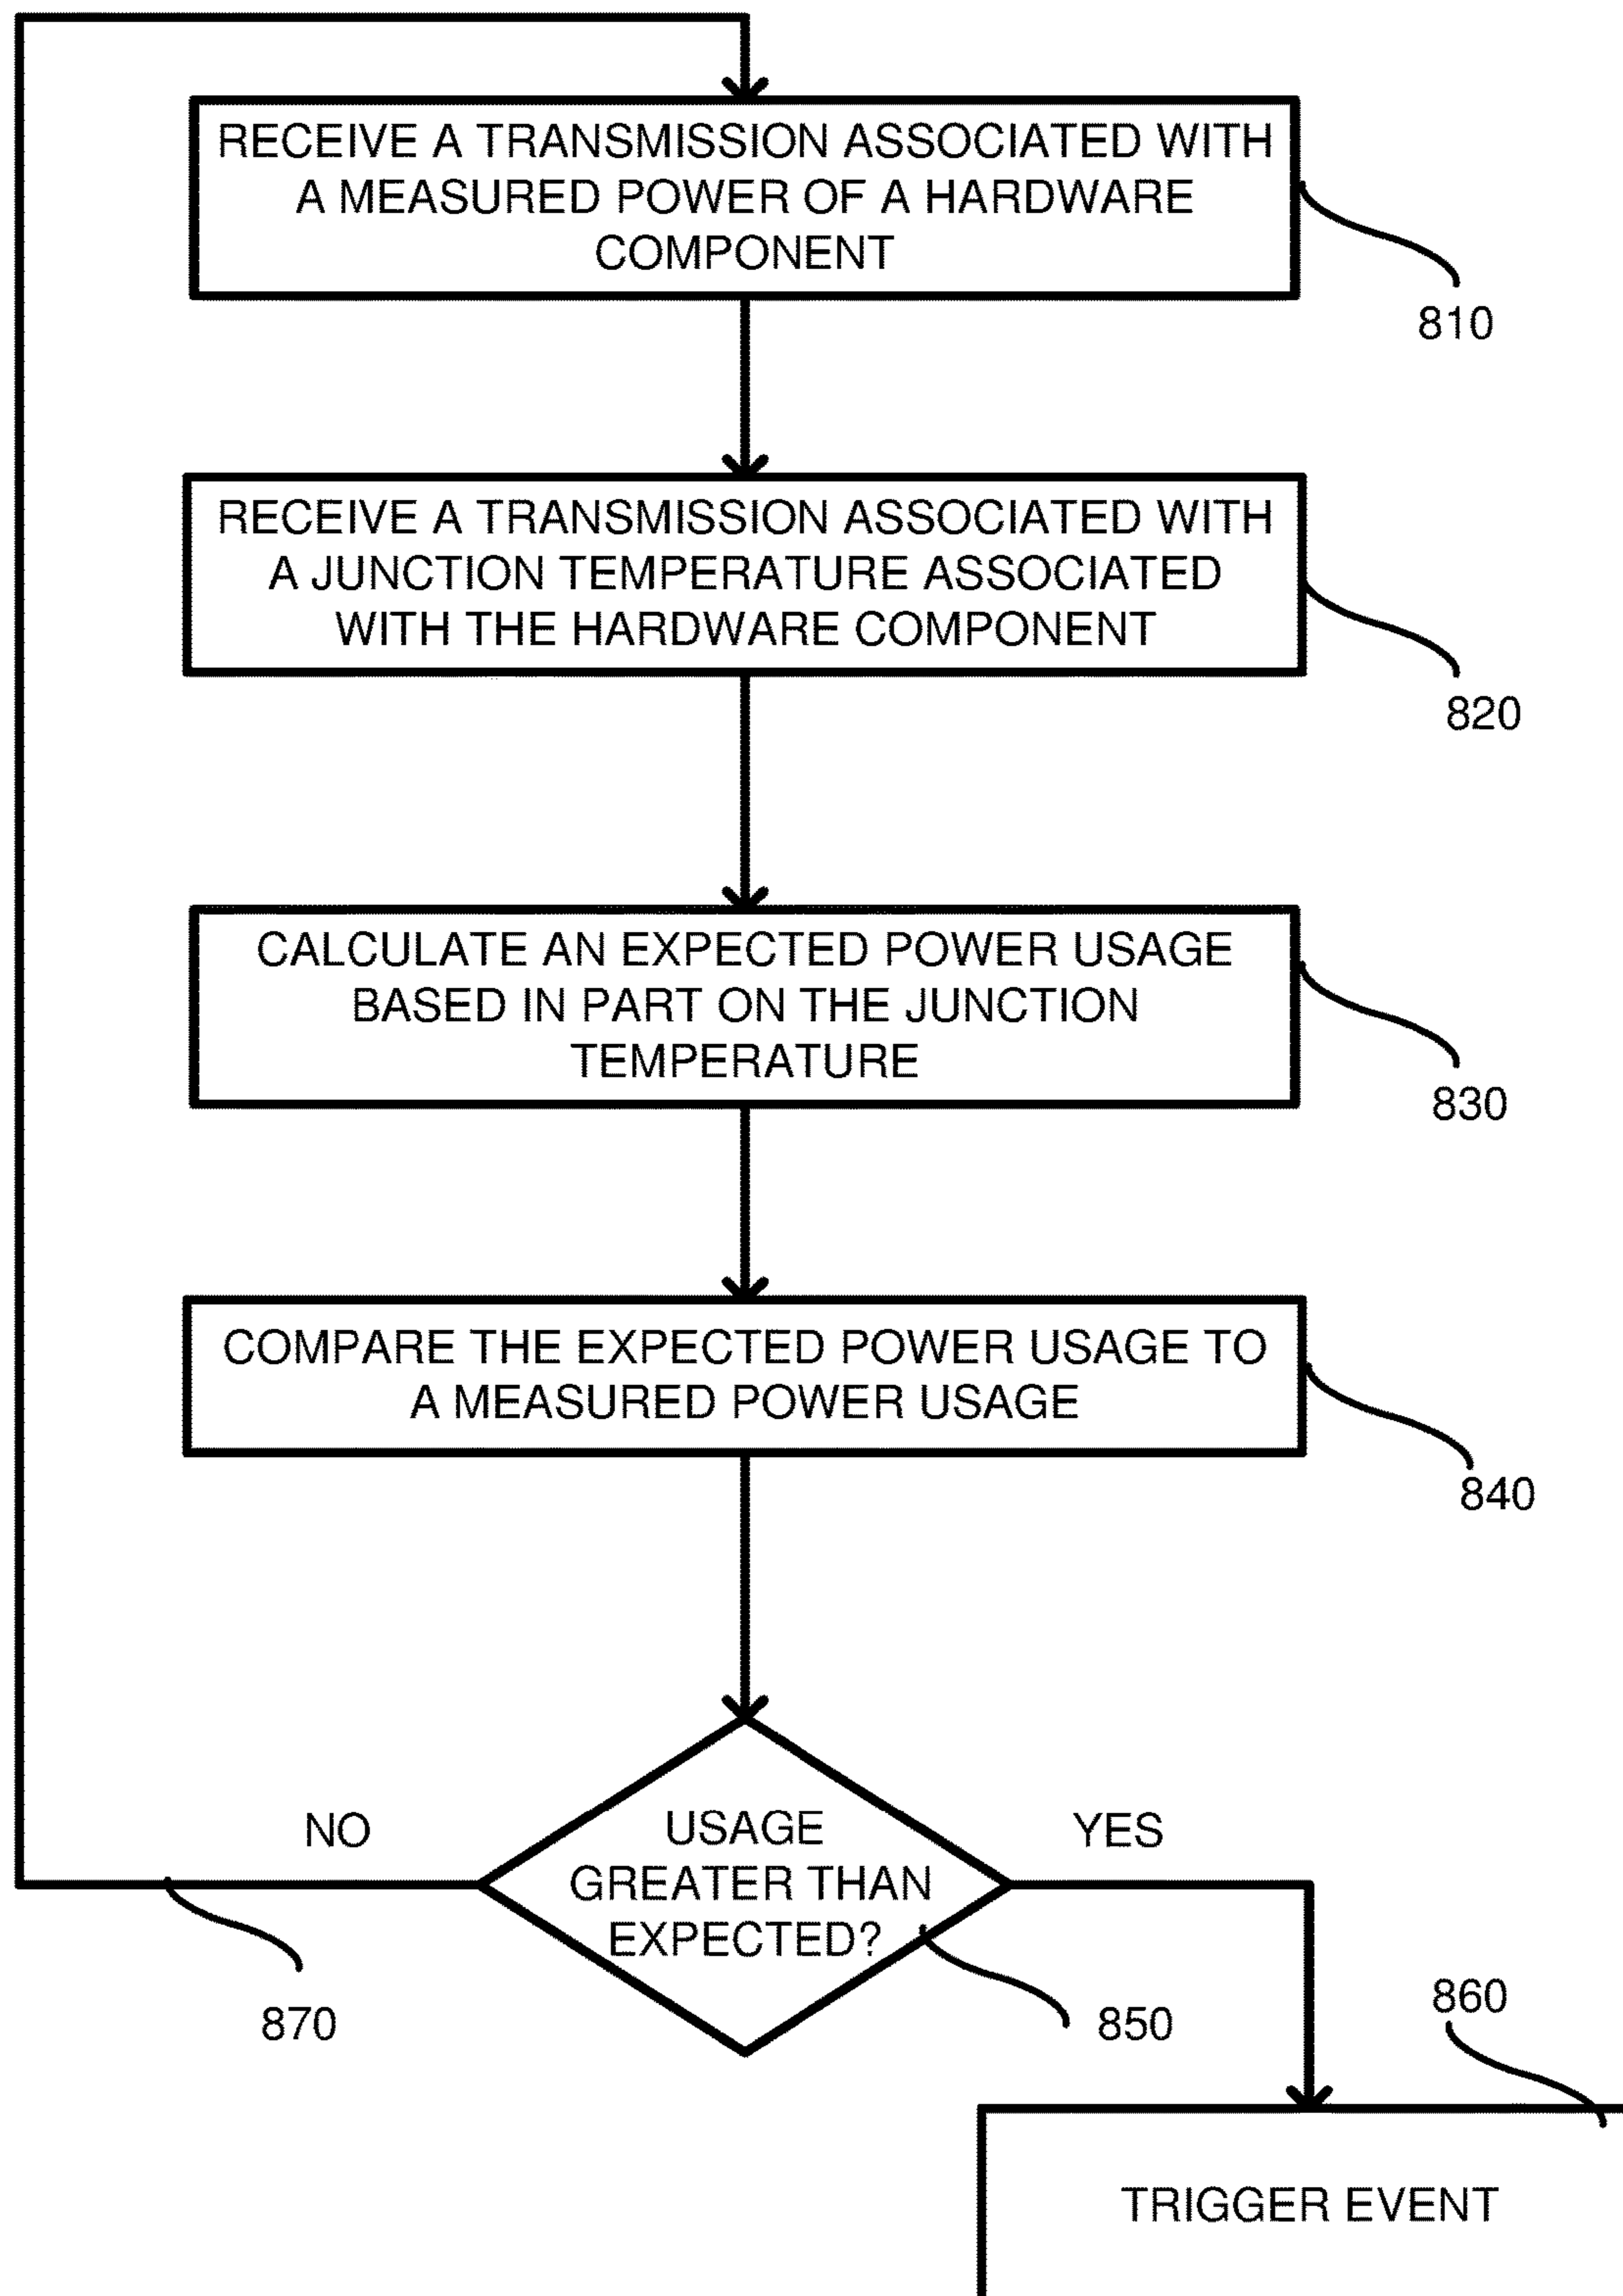 RECEIVE A TRANSMISSION ASSOCIATED WITH
A MEASURED POWER OF A HARDWARE
COMPONENT
810
RECEIVE A TRANSMISSION ASSOCIATED WITH
A JUNCTION TEMPERATURE ASSOCIATED
WITH THE HARDWARE COMPONENT
820
CALCULATE AN EXPECTED POWER USAGE
BASED IN PART ON THE JUNCTION
TEMPERATURE
830
COMPARE THE EXPECTED POWER USAGE TO
A MEASURED POWER USAGE
840
NO
USAGE
GREATER THAN
EXPECTED?
YES
870
850
860
TRIGGER EVENT